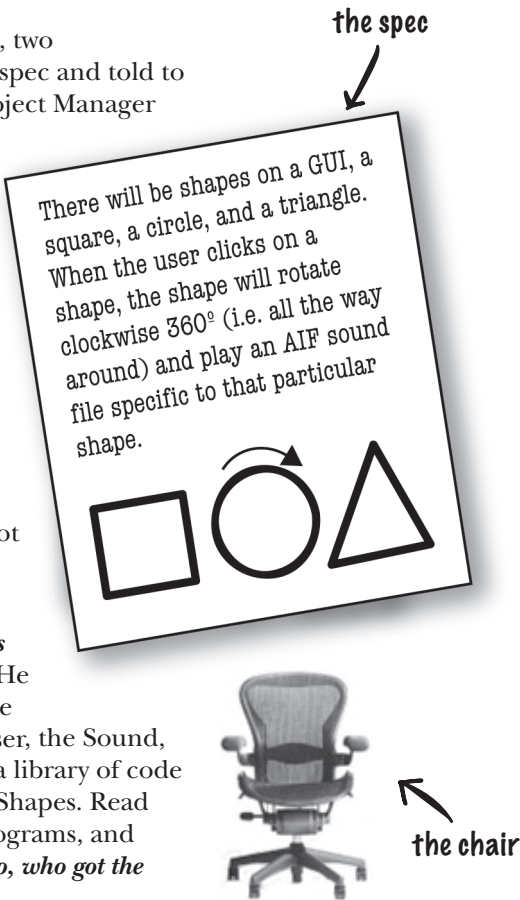 the spec
, two
spec and told to
ject Manager
There will be shapes on a GUI, a
square, a circle, and a triangle.
When the user clicks on a
shape, the shape will rotate
clockwise 360º (i.e. all the way
around) and play an AIF sound
file specific to that particular
shape.
ot
s
He
e
ser, the Sound,
a library of code
Shapes. Read
ograms, and
o, who got the
the chair